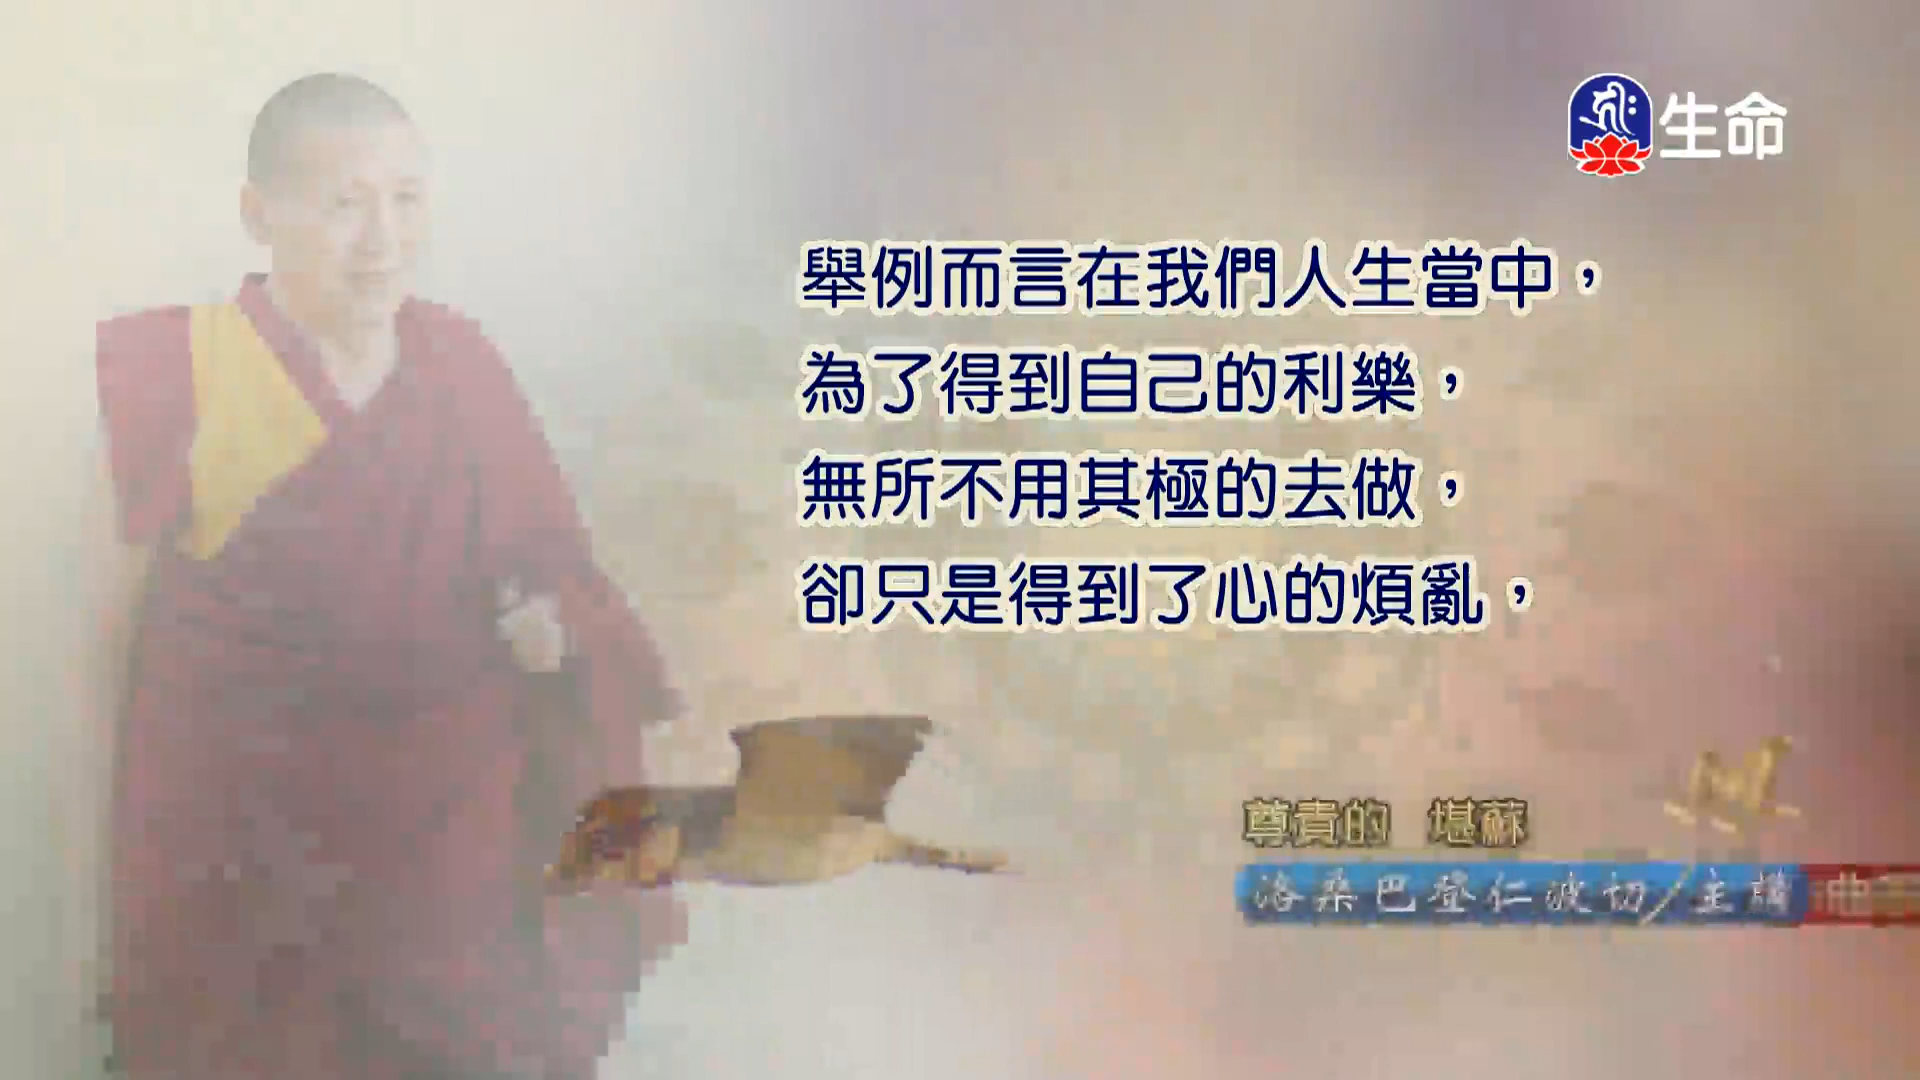 生命
舉例而言在我們人生當中，
為了得到自己的利樂，
無所不用其極的去做，
卻只是得到了心的煩亂，
尊貴的 堪蘇
洛桑巴登仁波切/主講